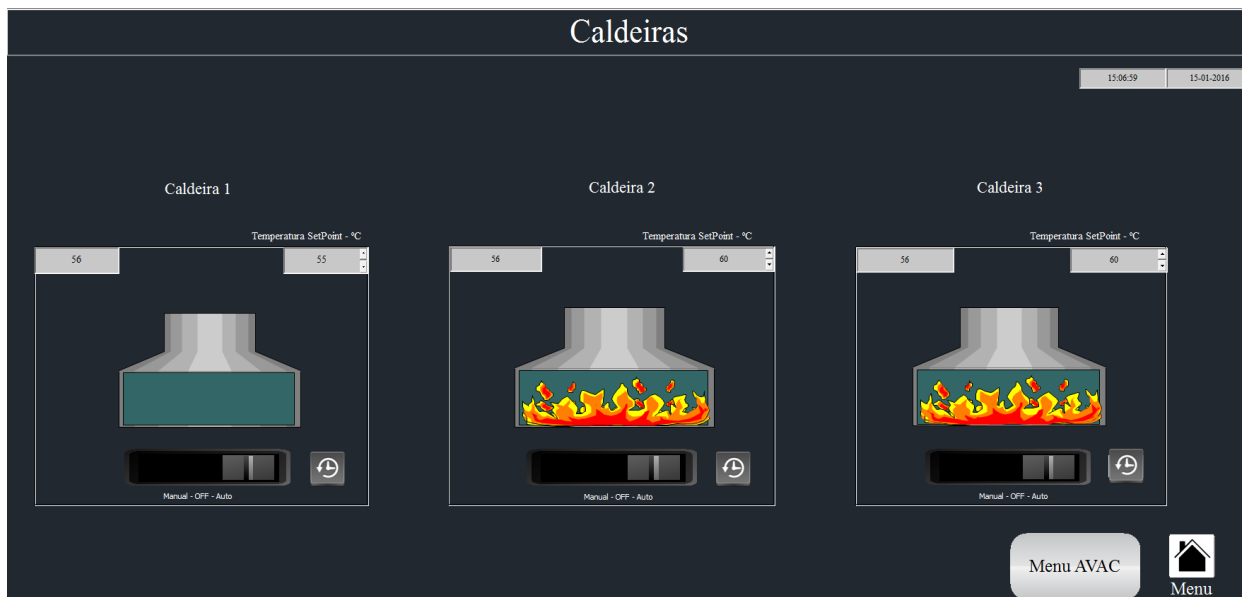 Caldeiras
15:06:59 15-01-2016
Caldeira 1
Caldeira 2
Caldeira 3
Temperatura SetPoint - ºC
Temperatura SetPoint - ºC
Temperatura SetPoint - ºC
56 55
56 60
56 60
Manual - OFF - Auto
Manual - OFF - Auto
Manual - OFF - Auto
Menu AVAC
Menu